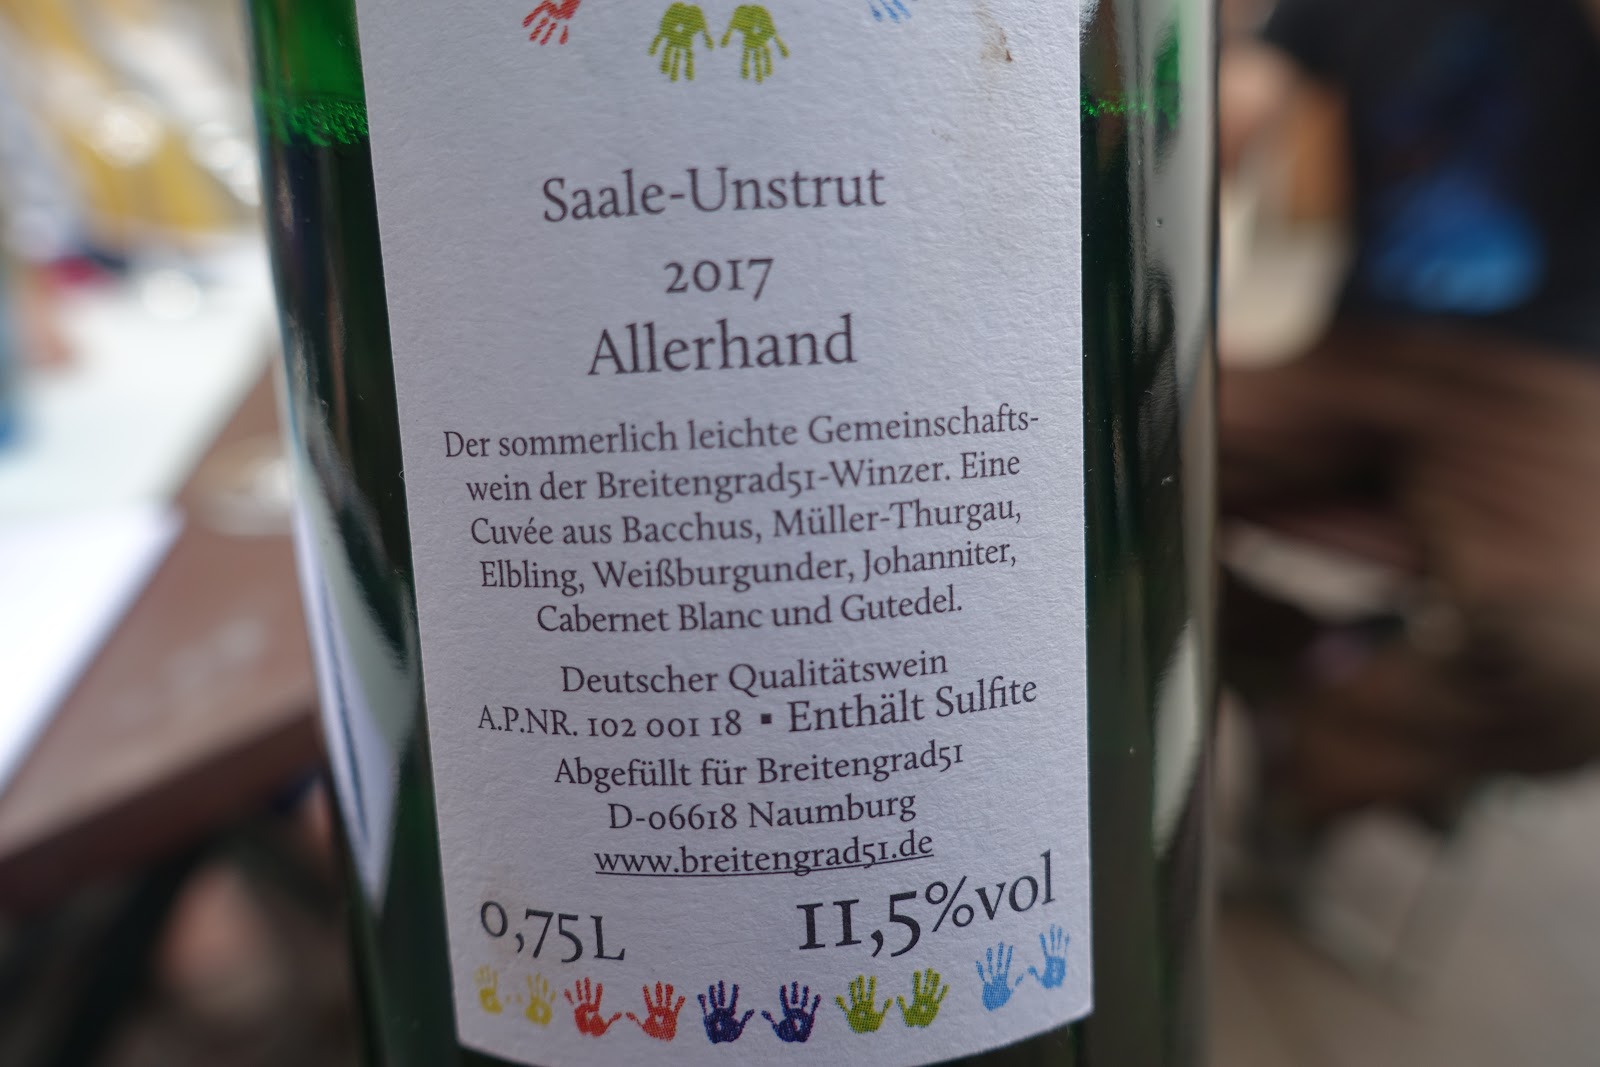 Saale-Unstrut
2017
Allerhand
Der sommerlich leichte Gemeinschafts-
wein der Breitengrad51-Winzer. Eine
Cuvée aus Bacchus, Müller-Thurgau,
Elbling, Weißburgunder, Johanniter,
Cabernet Blanc und Gutedel.
Deutscher Qualitätswein
A.P.NR. 102 001 18 ▪ Enthält Sulfite
Abgefüllt für Breitengrad51
D-06618 Naumburg
www.breitengrad51.de
0,75L 11,5%vol